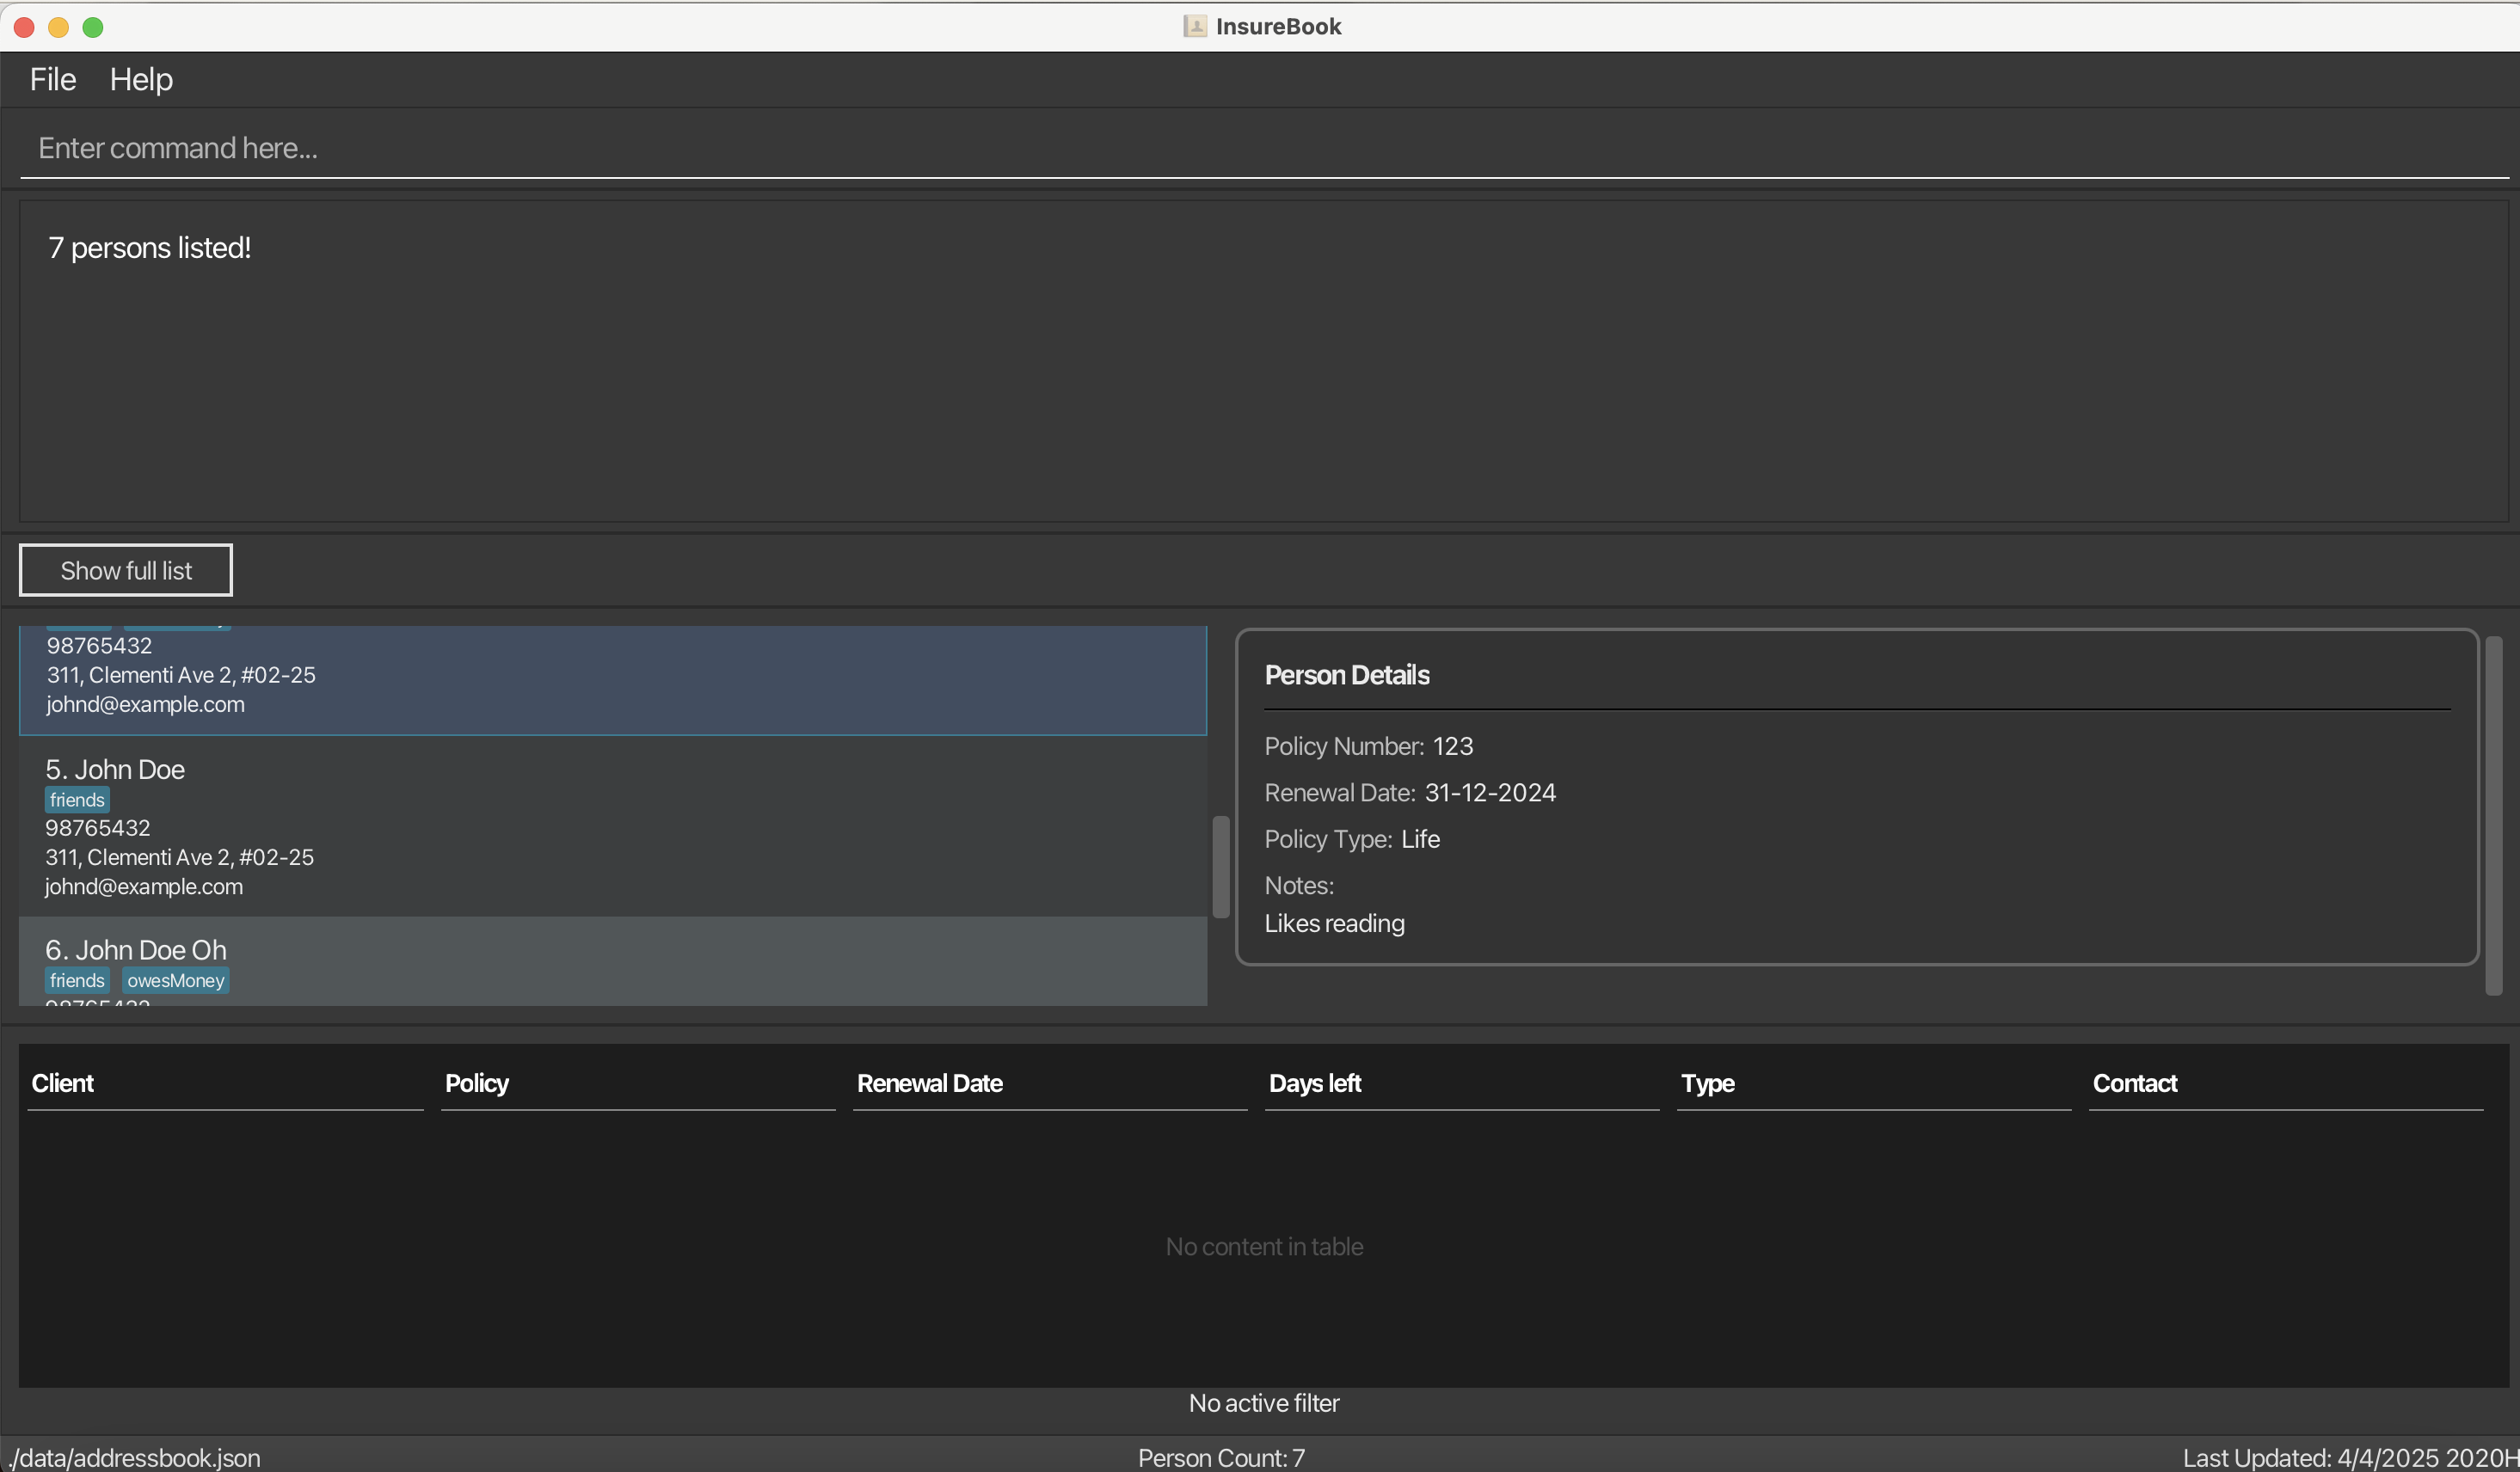 InsureBook
File Help
Enter command here...
7 persons listed!
Show full list
98765432
311, Clementi Ave 2, #02-25
johnd@example.com
5. John Doe
friends
98765432
311, Clementi Ave 2, #02-25
johnd@example.com
6. John Doe Oh
friends owesMoney
98765432
Person Details
Policy Number: 123
Renewal Date: 31-12-2024
Policy Type: Life
Notes:
Likes reading
Client Policy Renewal Date Days left Type Contact
No content in table
No active filter
./data/addressbook.json Person Count: 7 Last Updated: 4/4/2025 2020H